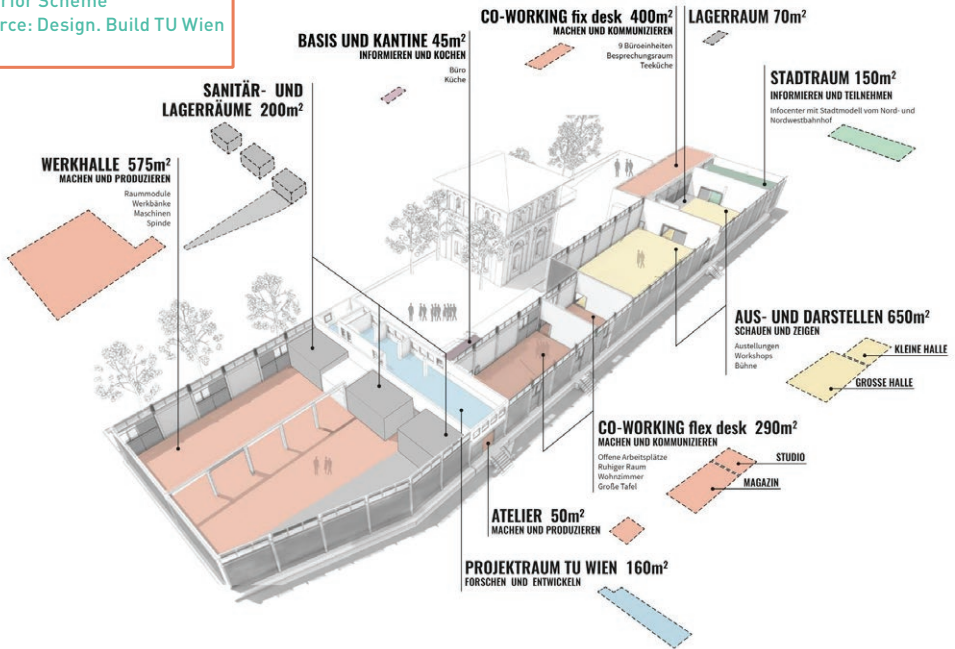 Scheme
Source: Design. Build TU Wien
WERKHALLE 575m²
MACHEN UND PRODUZIEREN
Raummodule
Werkbänke
Maschinen
Spinde
SANITÄR- UND
LAGERRÄUME 200m²
BASIS UND KANTINE 45m²
INFORMIEREN UND KOCHEN
Büro
Küche
CO-WORKING fix desk 400m²
MACHEN UND KOMMUNIZIEREN
9 Büroeinheiten
Besprechungsraum
Teeküche
LAGERRAUM 70m²
STADTRAUM 150m²
INFORMIEREN UND TEILNEHMEN
Infocenter mit Stadtmodell vom Nord- und
Nordwestbahnhof
AUS- UND DARSTELLEN 650m²
SCHAUEN UND ZEIGEN
Austellungen
Workshops
Bühne
KLEINE HALLE
GROSSE HALLE
CO-WORKING flex desk 290m²
MACHEN UND KOMMUNIZIEREN
Offene Arbeitsplätze
Ruhiger Raum
Wohnzimmer
Große Tafel
STUDIO
MAGAZIN
ATELIER 50m²
MACHEN UND PRODUZIEREN
PROJEKTRAUM TU WIEN 160m²
FORSCHEN UND ENTWICKELN